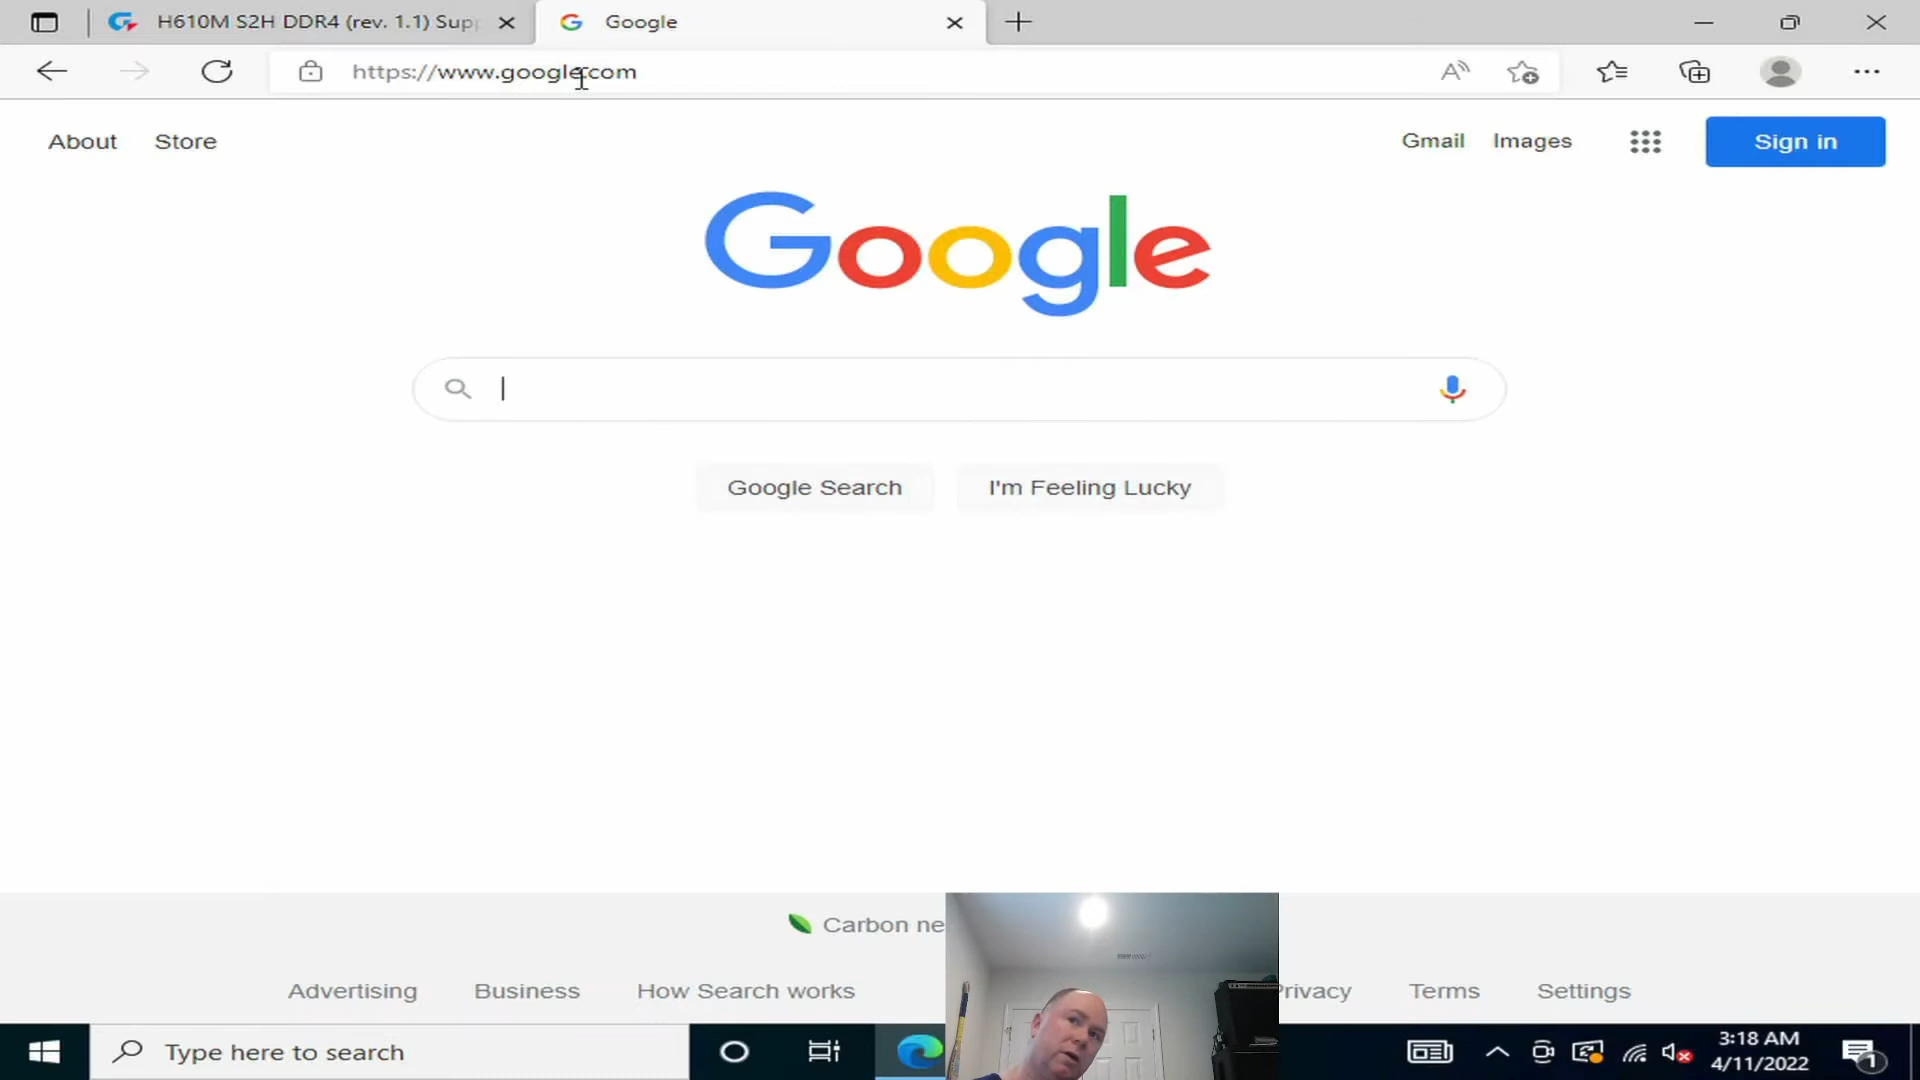 H610M S2H DDR4 (rev. 1.1) Supp
Google
https://www.google.com
About
Store
Gmail
Images
Sign in
Google
Google Search
I'm Feeling Lucky
Carbon ne
Advertising
Business
How Search works
Privacy
Terms
Settings
Type here to search
3:18 AM
4/11/2022
1